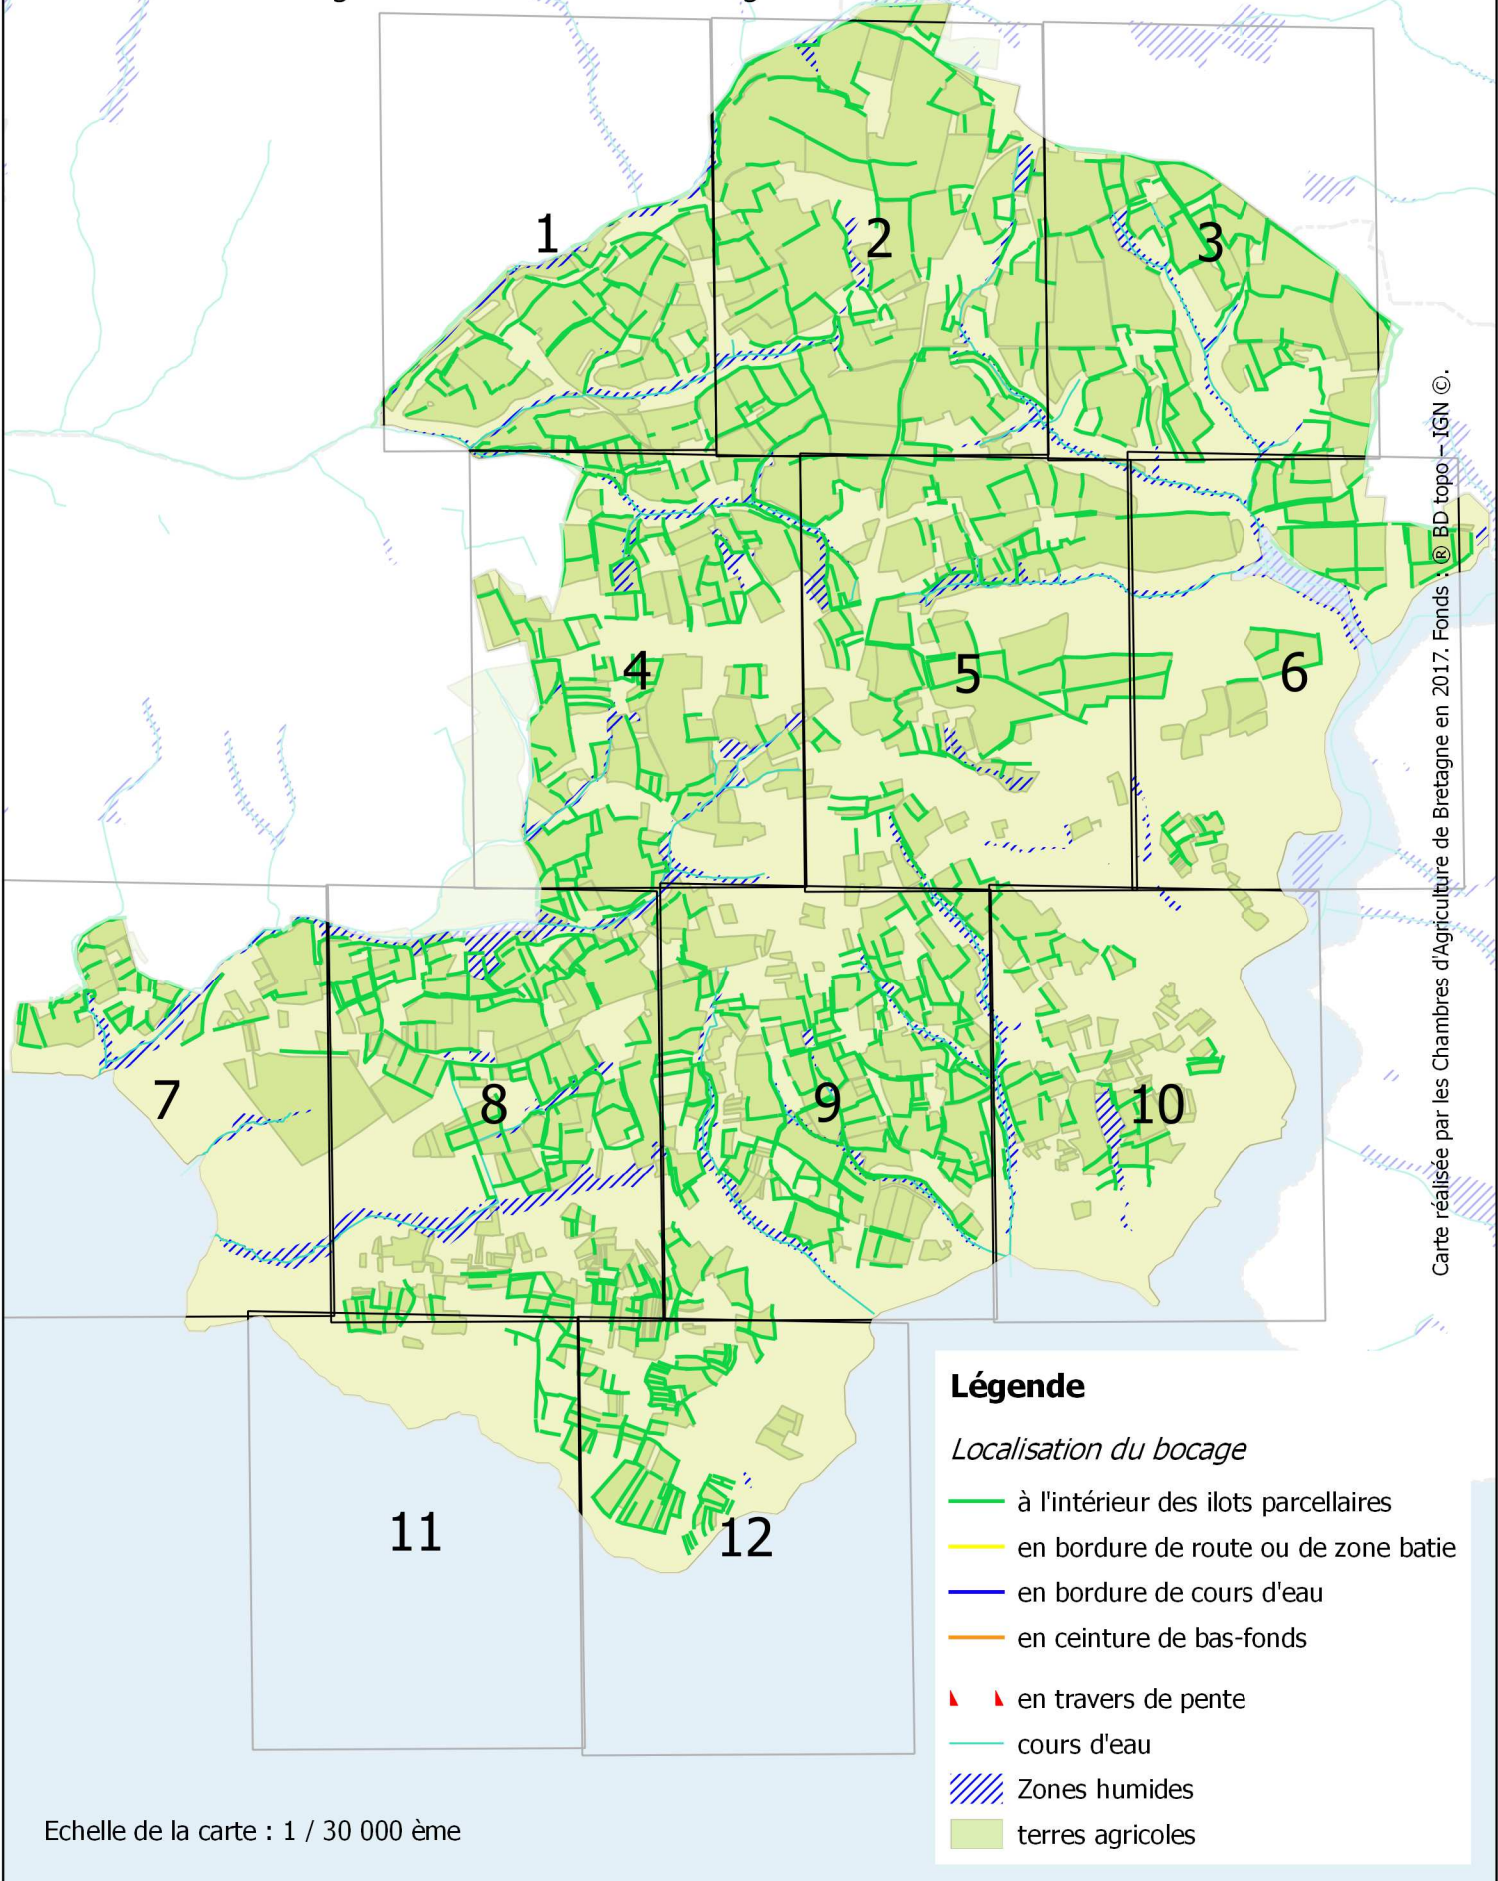 1
2
3
4
5
6
7
8
9
10
11
12
Carte réalisée par les Chambres d'Agriculture de Bretagne en 2017. Fonds : ® BD topo – IGN ©.
Légende
Localisation du bocage
à l'intérieur des ilots parcellaires
en bordure de route ou de zone batie
en bordure de cours d'eau
en ceinture de bas-fonds
en travers de pente
cours d'eau
Zones humides
terres agricoles
Echelle de la carte : 1 / 30 000 ème